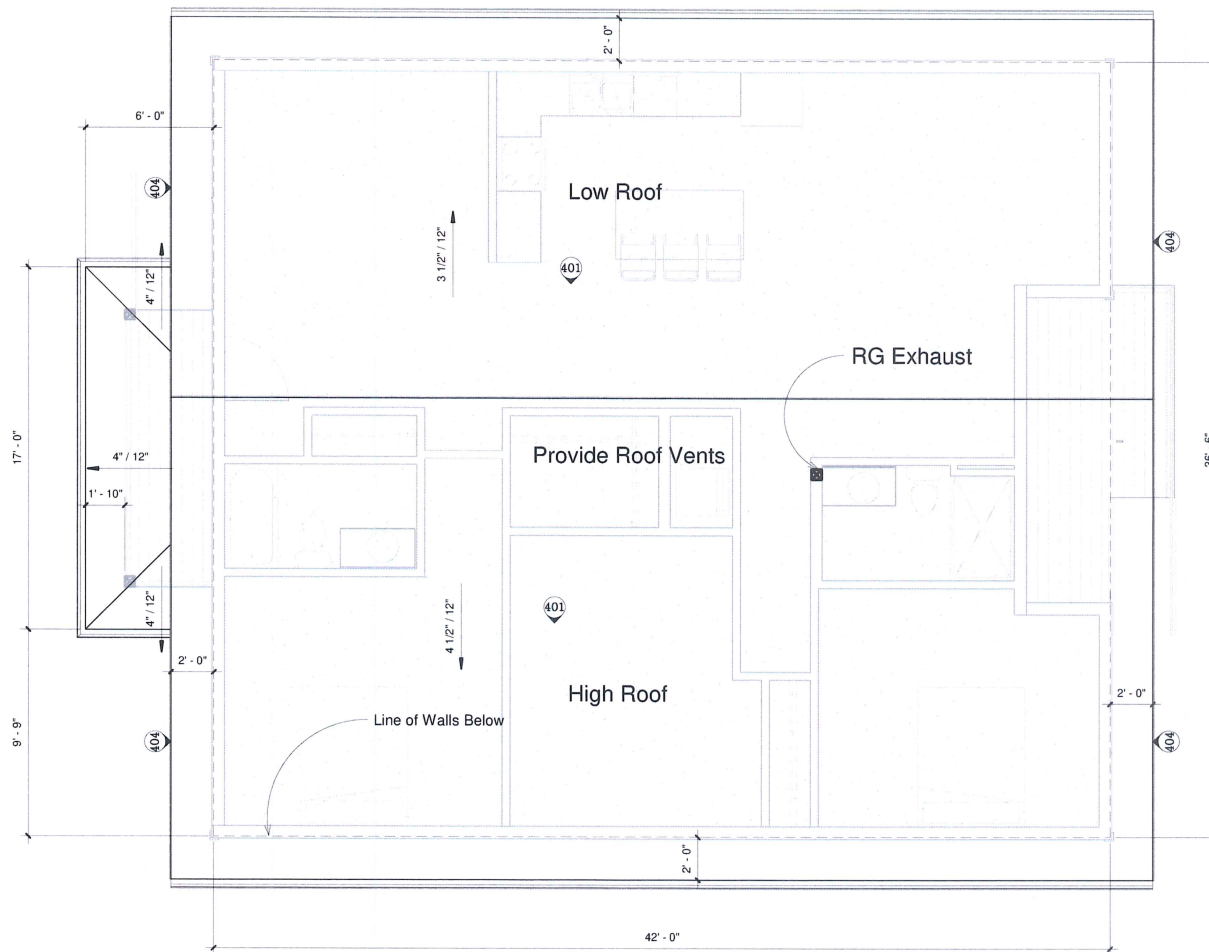 2' - 0"
6' - 0"
404
Low Roof
3 1/2" / 12"
401
404
4" / 12"
RG Exhaust
17' - 0"
4" / 12"
Provide Roof Vents
1' - 10"
4" / 12"
4 1/2" / 12"
401
2' - 0"
High Roof
2' - 0"
Line of Walls Below
9' - 9"
404
404
2' - 0"
42' - 0"